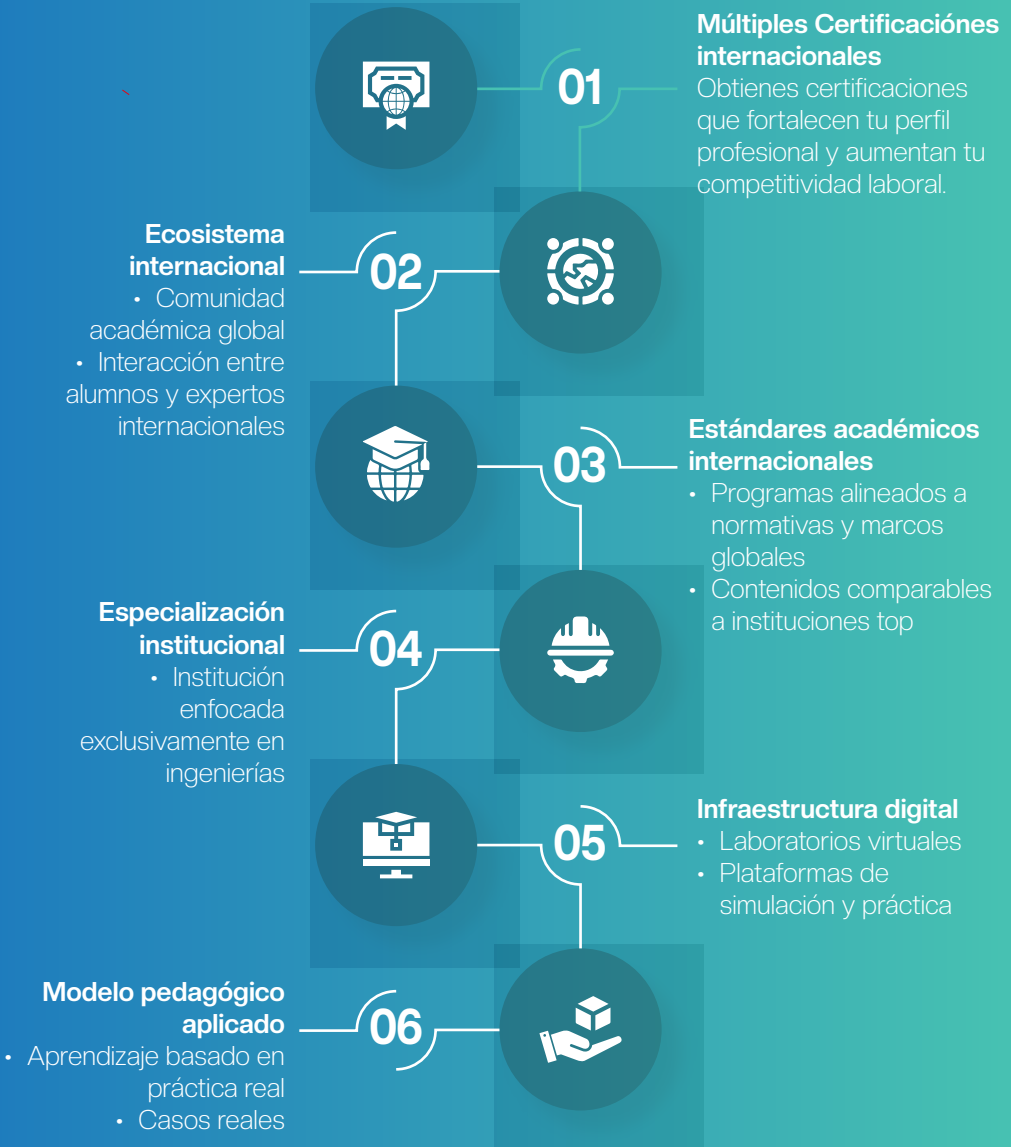 01
Múltiples Certificaciónes
internacionales
Obtienes certificaciones
que fortalecen tu perfil
profesional y aumentan tu
competitividad laboral.
Ecosistema
internacional
• Comunidad
académica global
• Interacción entre
alumnos y expertos
internacionales
02
03
Estándares académicos
internacionales
• Programas alineados a
normativas y marcos
globales
• Contenidos comparables
a instituciones top
Especialización
institucional
• Institución
enfocada
exclusivamente en
ingenierías
04
05
Infraestructura digital
• Laboratorios virtuales
• Plataformas de
simulación y práctica
Modelo pedagógico
aplicado
• Aprendizaje basado en
práctica real
• Casos reales
06